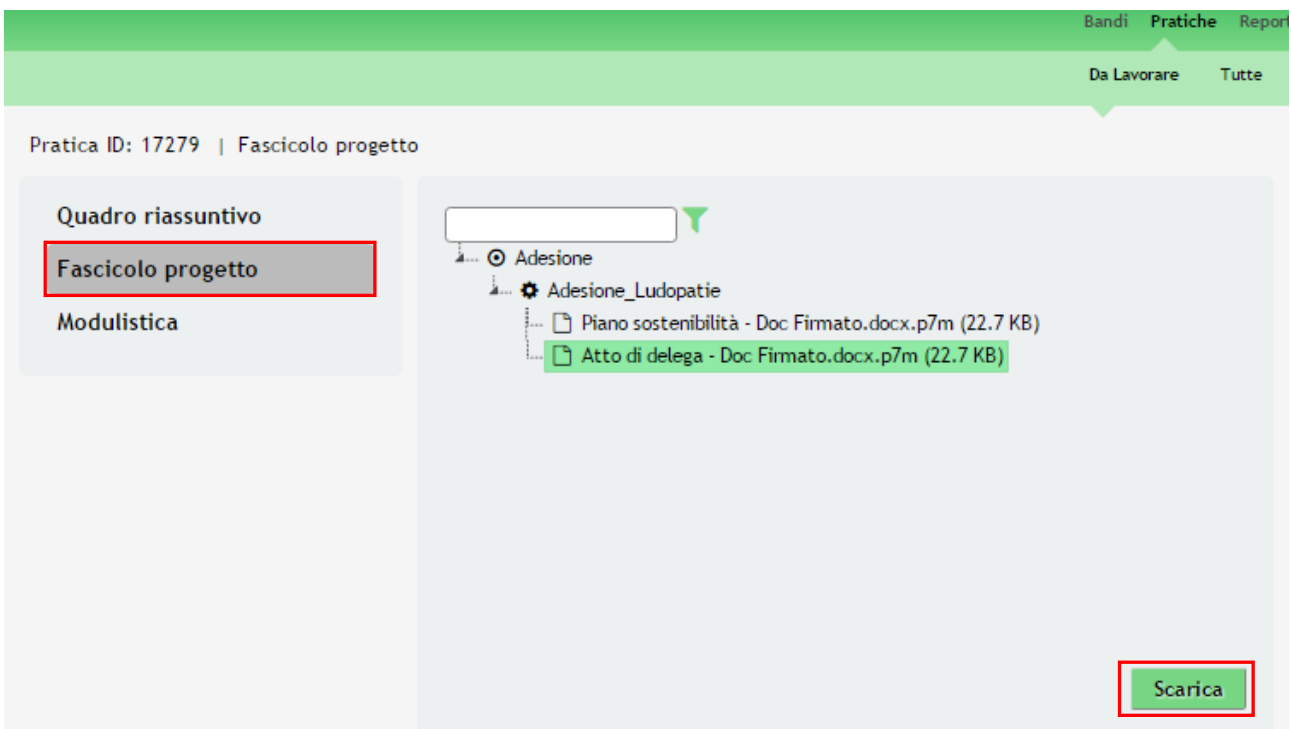 Bandi Pratiche Report
Da Lavorare Tutte
Pratica ID: 17279 | Fascicolo progetto
Quadro riassuntivo
Fascicolo progetto
Modulistica
Adesione
Adesione_Ludopatie
Piano sostenibilità - Doc Firmato.docx.p7m (22.7 KB)
Atto di delega - Doc Firmato.docx.p7m (22.7 KB)
Scarica